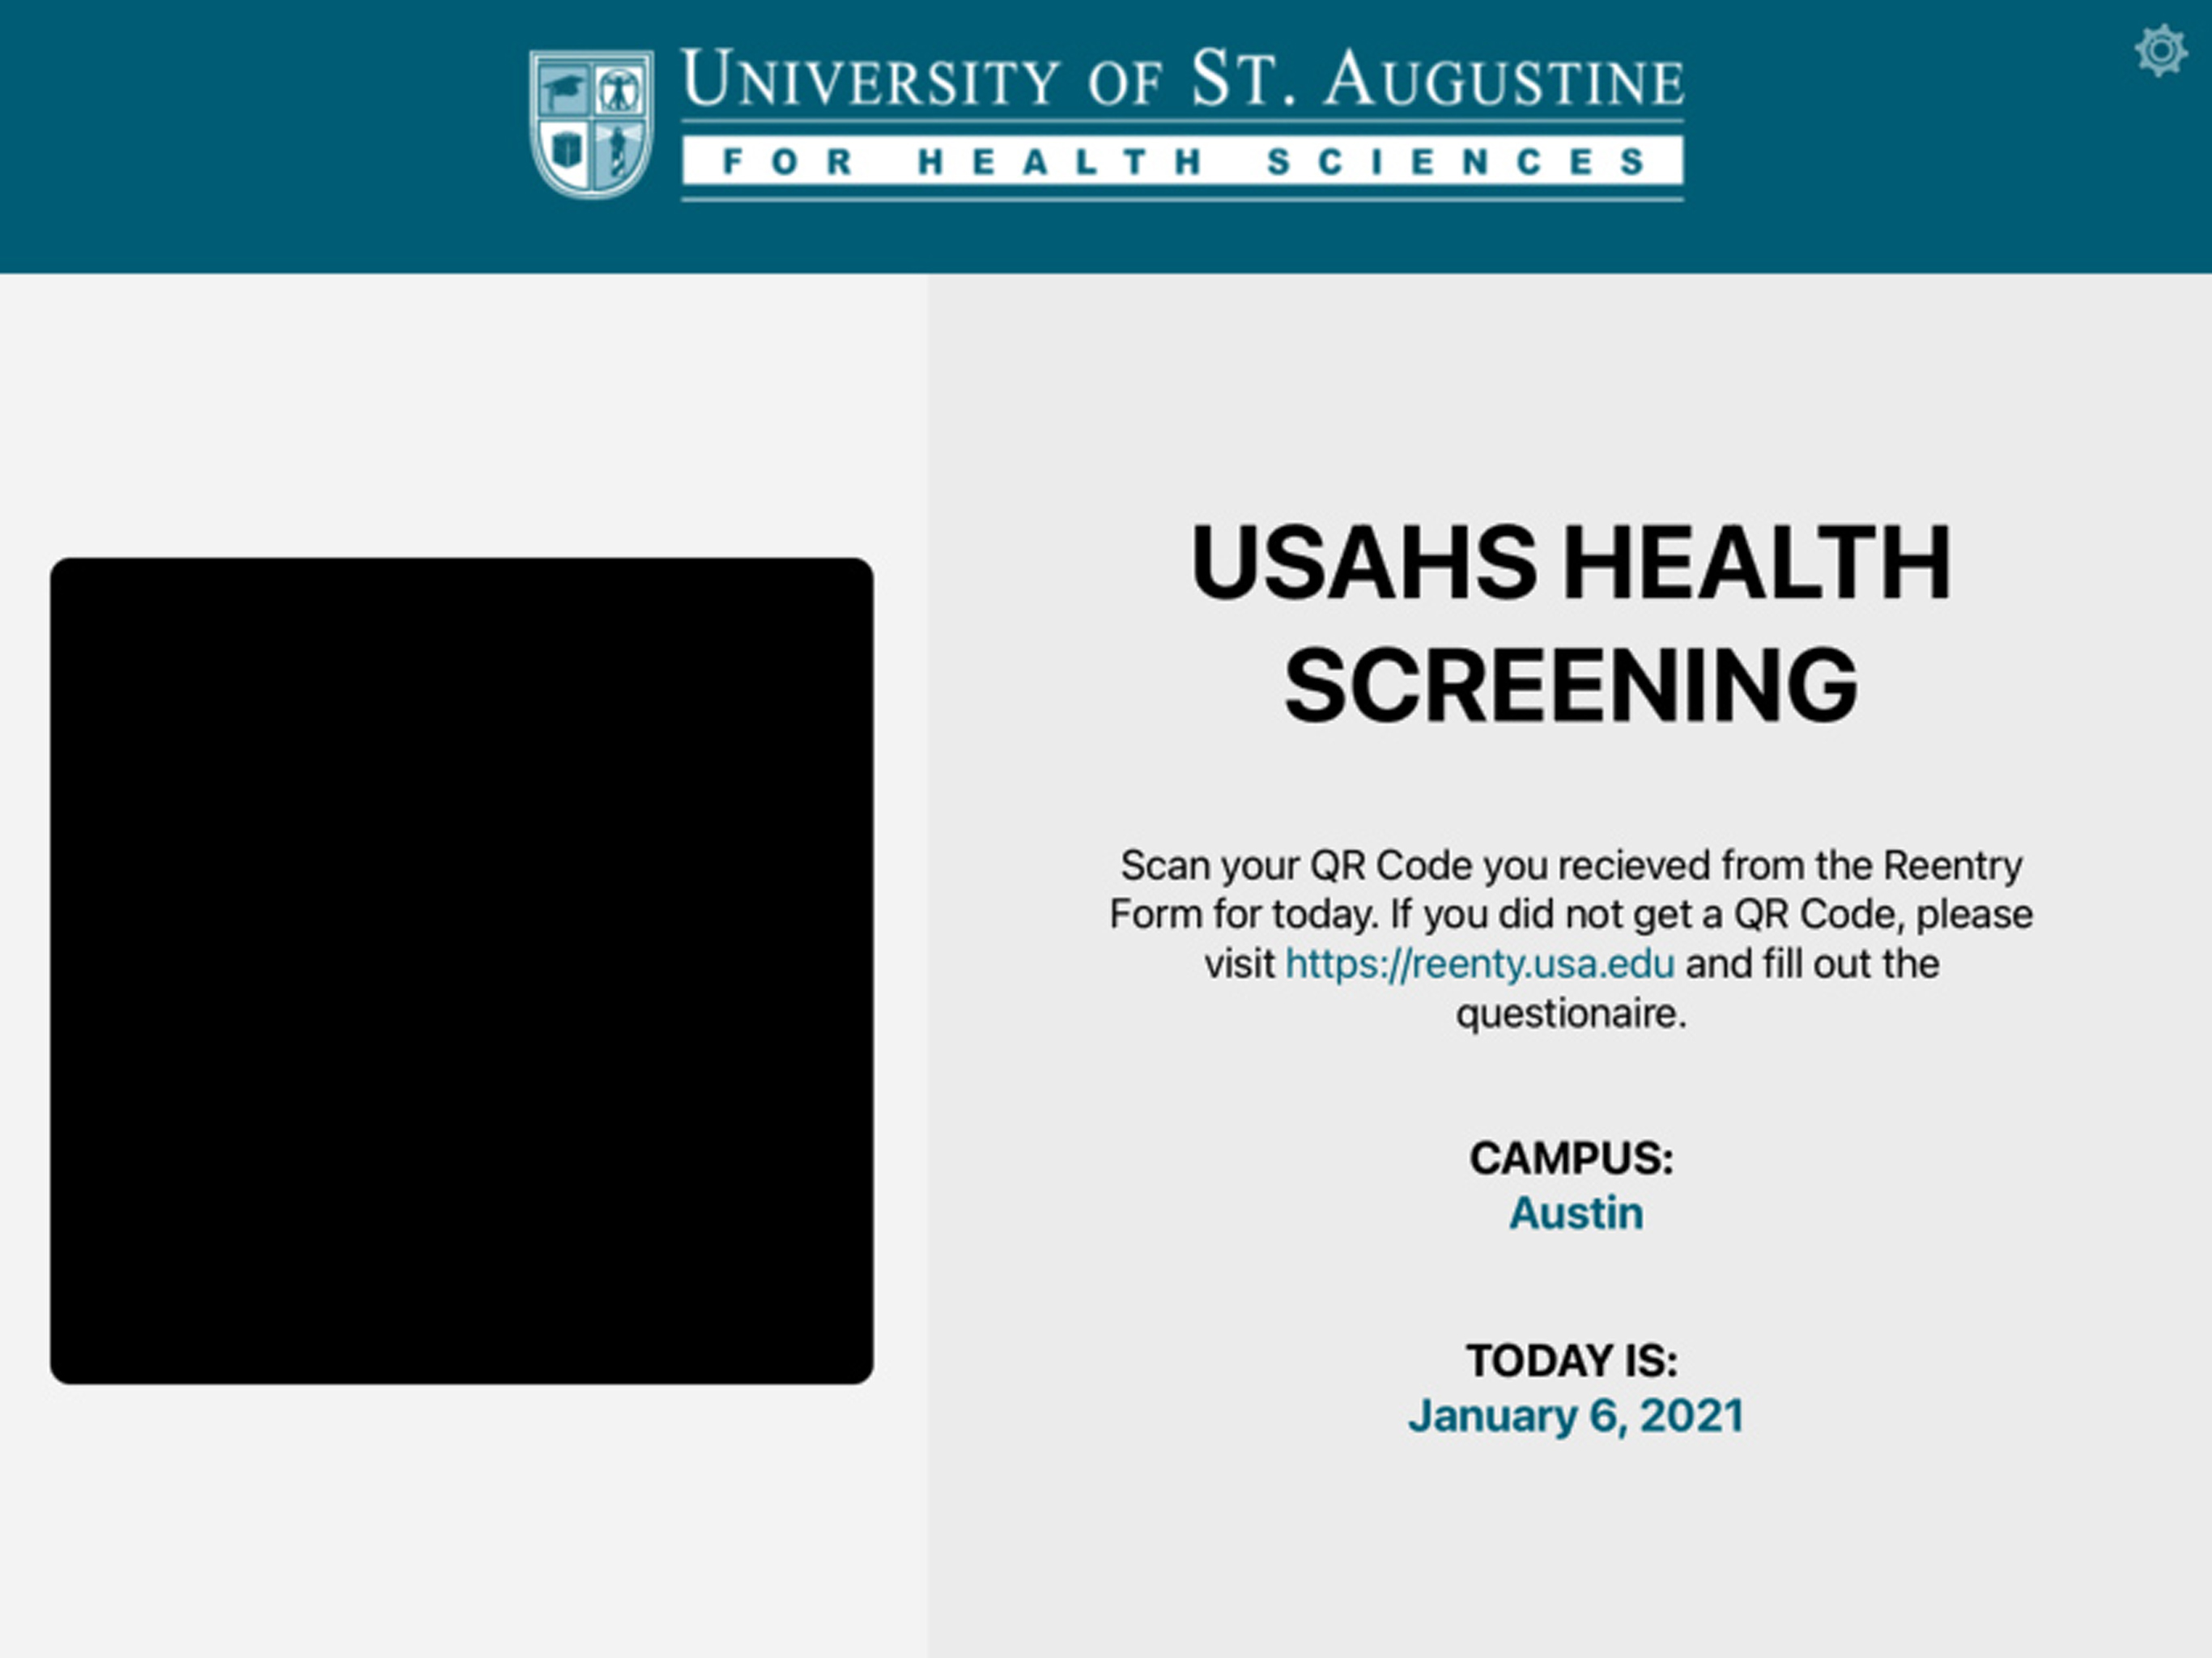 UNIVERSITY OF ST. AUGUSTINE
FOR HEALTH SCIENCES
USAHS HEALTH
SCREENING
Scan your QR Code you recieved from the Reentry
Form for today. If you did not get a QR Code, please
visit https://reenty.usa.edu and fill out the
questionaire.
CAMPUS:
Austin
TODAY IS:
January 6, 2021